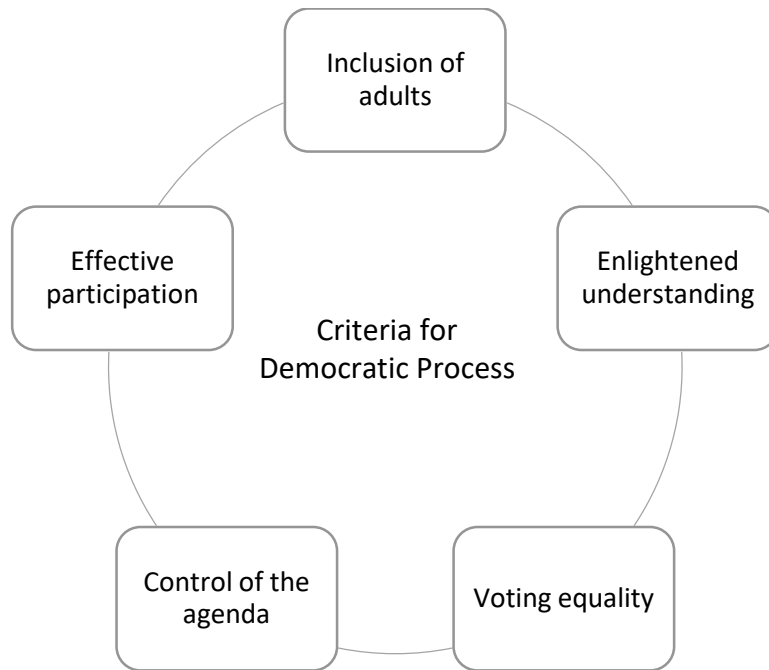 Inclusion of
adults
Effective
participation
Enlightened
understanding
Criteria for
Democratic Process
Control of the
agenda
Voting equality